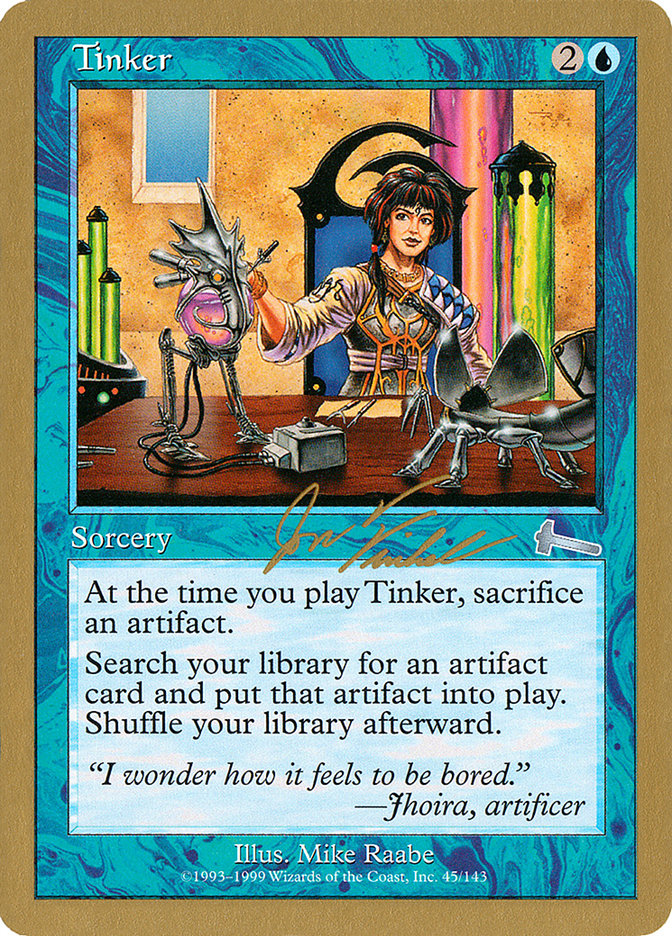 Tinker 2
Jon Finkel
Sorcery
At the time you play Tinker, sacrifice
an artifact.
Search your library for an artifact
card and put that artifact into play.
Shuffle your library afterward.
“I wonder how it feels to be bored.”
—Jhoira, artificer
Illus. Mike Raabe
©1993–1999 Wizards of the Coast, Inc. 45/143